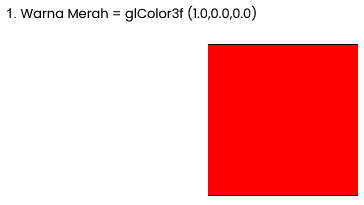 1. Warna Merah = glColor3f (1.0,0.0,0.0)